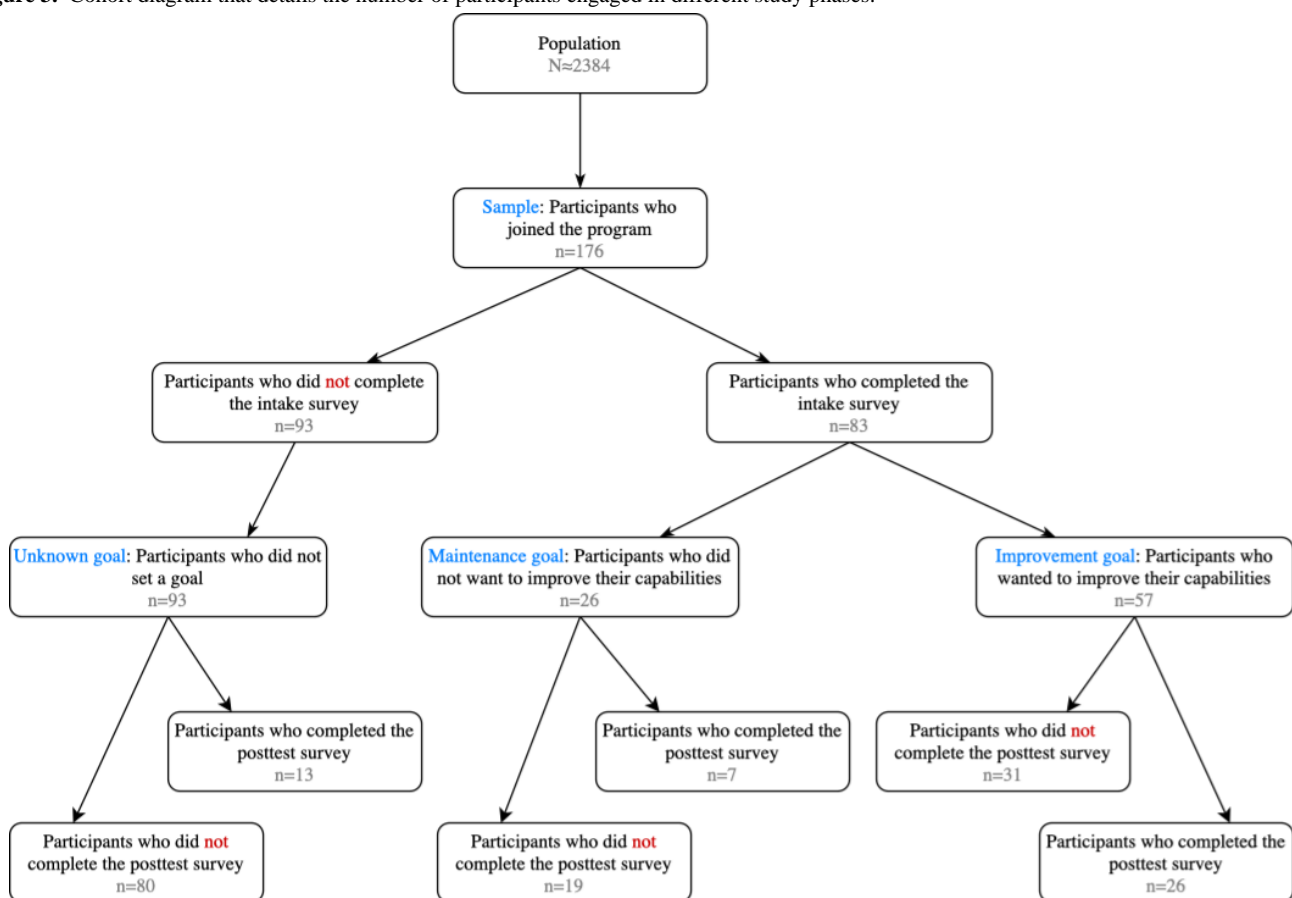 Figure 3. Cohort diagram that details the number of participants engaged in different study phases.
Population
N≈2384
Sample: Participants who
joined the program
n=176
Participants who did not complete
the intake survey
n=93
Participants who completed the
intake survey
n=83
Unknown goal: Participants who did not
set a goal
n=93
Maintenance goal: Participants who did
not want to improve their capabilities
n=26
Improvement goal: Participants who
wanted to improve their capabilities
n=57
Participants who completed the
posttest survey
n=13
Participants who completed the
posttest survey
n=7
Participants who did not
complete the posttest survey
n=31
Participants who did not
complete the posttest survey
n=80
Participants who did not
complete the posttest survey
n=19
Participants who completed the
posttest survey
n=26